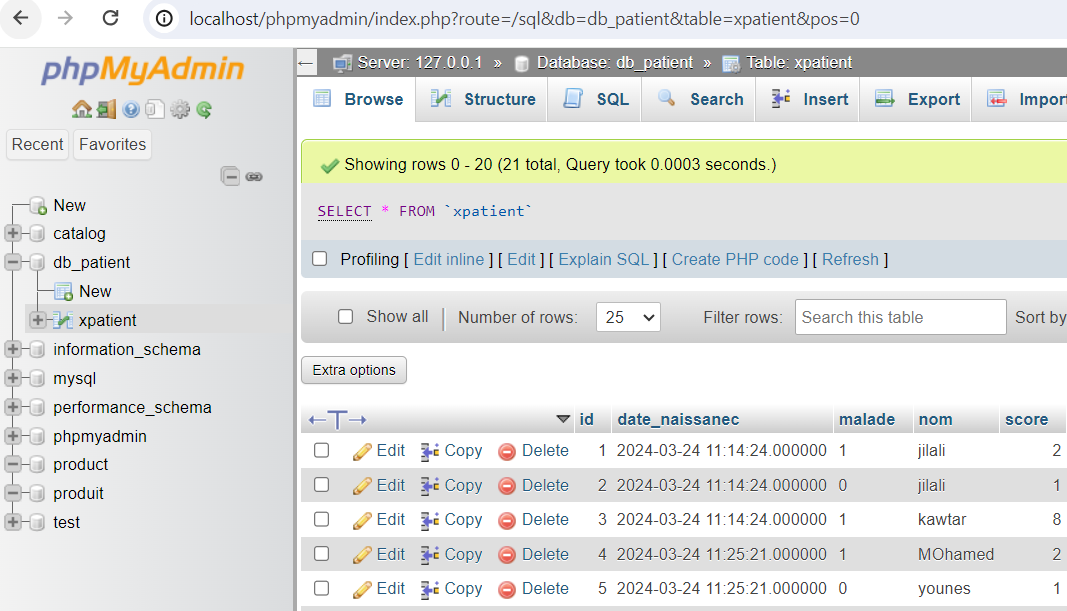 localhost/phpmyadmin/index.php?route=/sql&db=db_patient&table=xpatient&pos=0
phpMyAdmin
Recent Favorites
New
catalog
db_patient
New
xpatient
information_schema
mysql
performance_schema
phpmyadmin
product
produit
test
Server: 127.0.0.1 » Database: db_patient » Table: xpatient
Browse Structure SQL Search Insert Export Import
Showing rows 0 - 20 (21 total, Query took 0.0003 seconds.)
SELECT * FROM `xpatient`
Profiling [ Edit inline ] [ Edit ] [ Explain SQL ] [ Create PHP code ] [ Refresh ]
Show all Number of rows: 25 Filter rows: Search this table Sort by
Extra options
id date_naissanec malade nom score
Edit Copy Delete 1 2024-03-24 11:14:24.000000 1 jilali 2
Edit Copy Delete 2 2024-03-24 11:14:24.000000 0 jilali 1
Edit Copy Delete 3 2024-03-24 11:14:24.000000 1 kawtar 8
Edit Copy Delete 4 2024-03-24 11:25:21.000000 1 MOhamed 2
Edit Copy Delete 5 2024-03-24 11:25:21.000000 0 younes 1